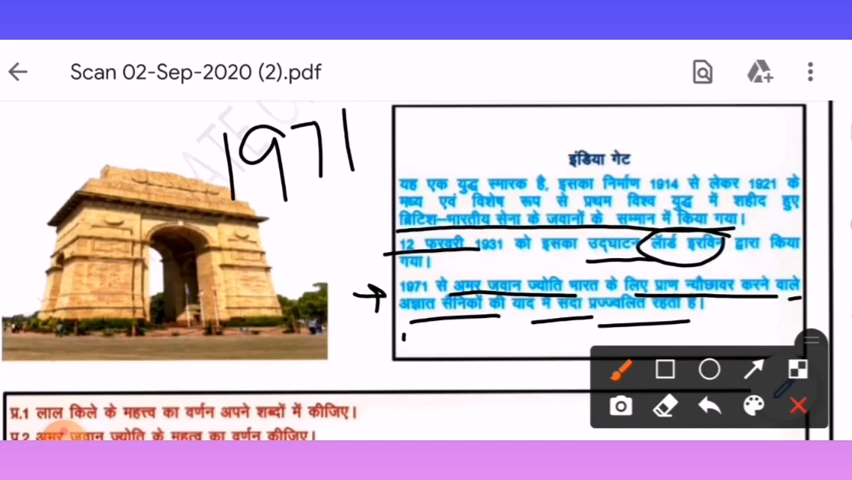 Scan 02-Sep-2020 (2).pdf
1971
इंडिया गेट
यह एक युद्ध स्मारक है, इसका निर्माण 1914 से लेकर 1921 के
मध्य एवं विशेष रूप से प्रथम विश्व युद्ध में शहीद हुए
ब्रिटिश-भारतीय सेना के जवानों के सम्मान में किया गया।
12 फरवरी 1931 को इसका उद्घाटन लॅार्ड इरविन द्वारा किया
गया।
1971 से अमर जवान ज्योति भारत के लिए प्राण न्यौछावर करने वाले
अज्ञात सैनिकों की याद में सदा प्रज्ज्वलित रहता है।
प्र.1 लाल किले के महत्त्व का वर्णन अपने शब्दों में कीजिए।
प्र.2 अमर जवान ज्योति के महत्व का वर्णन कीजिए।